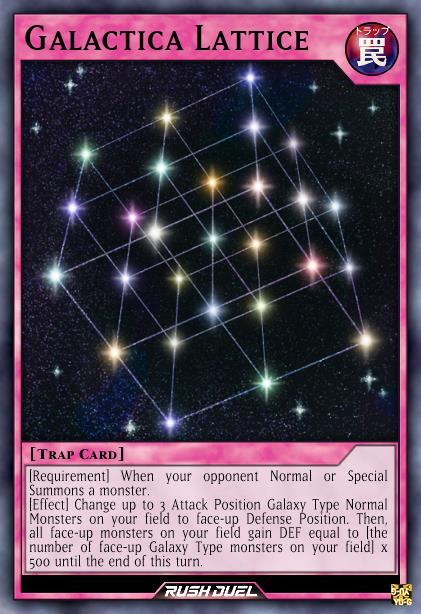 Galactica Lattice
トラップ
罠
[Trap Card]
[Requirement] When your opponent Normal or Special
Summons a monster.
[Effect] Change up to 3 Attack Position Galaxy Type Normal
Monsters on your field to face-up Defense Position. Then,
all face-up monsters on your field gain DEF equal to [the
number of face-up Galaxy Type monsters on your field] x
500 until the end of this turn.
RUSH DUEL